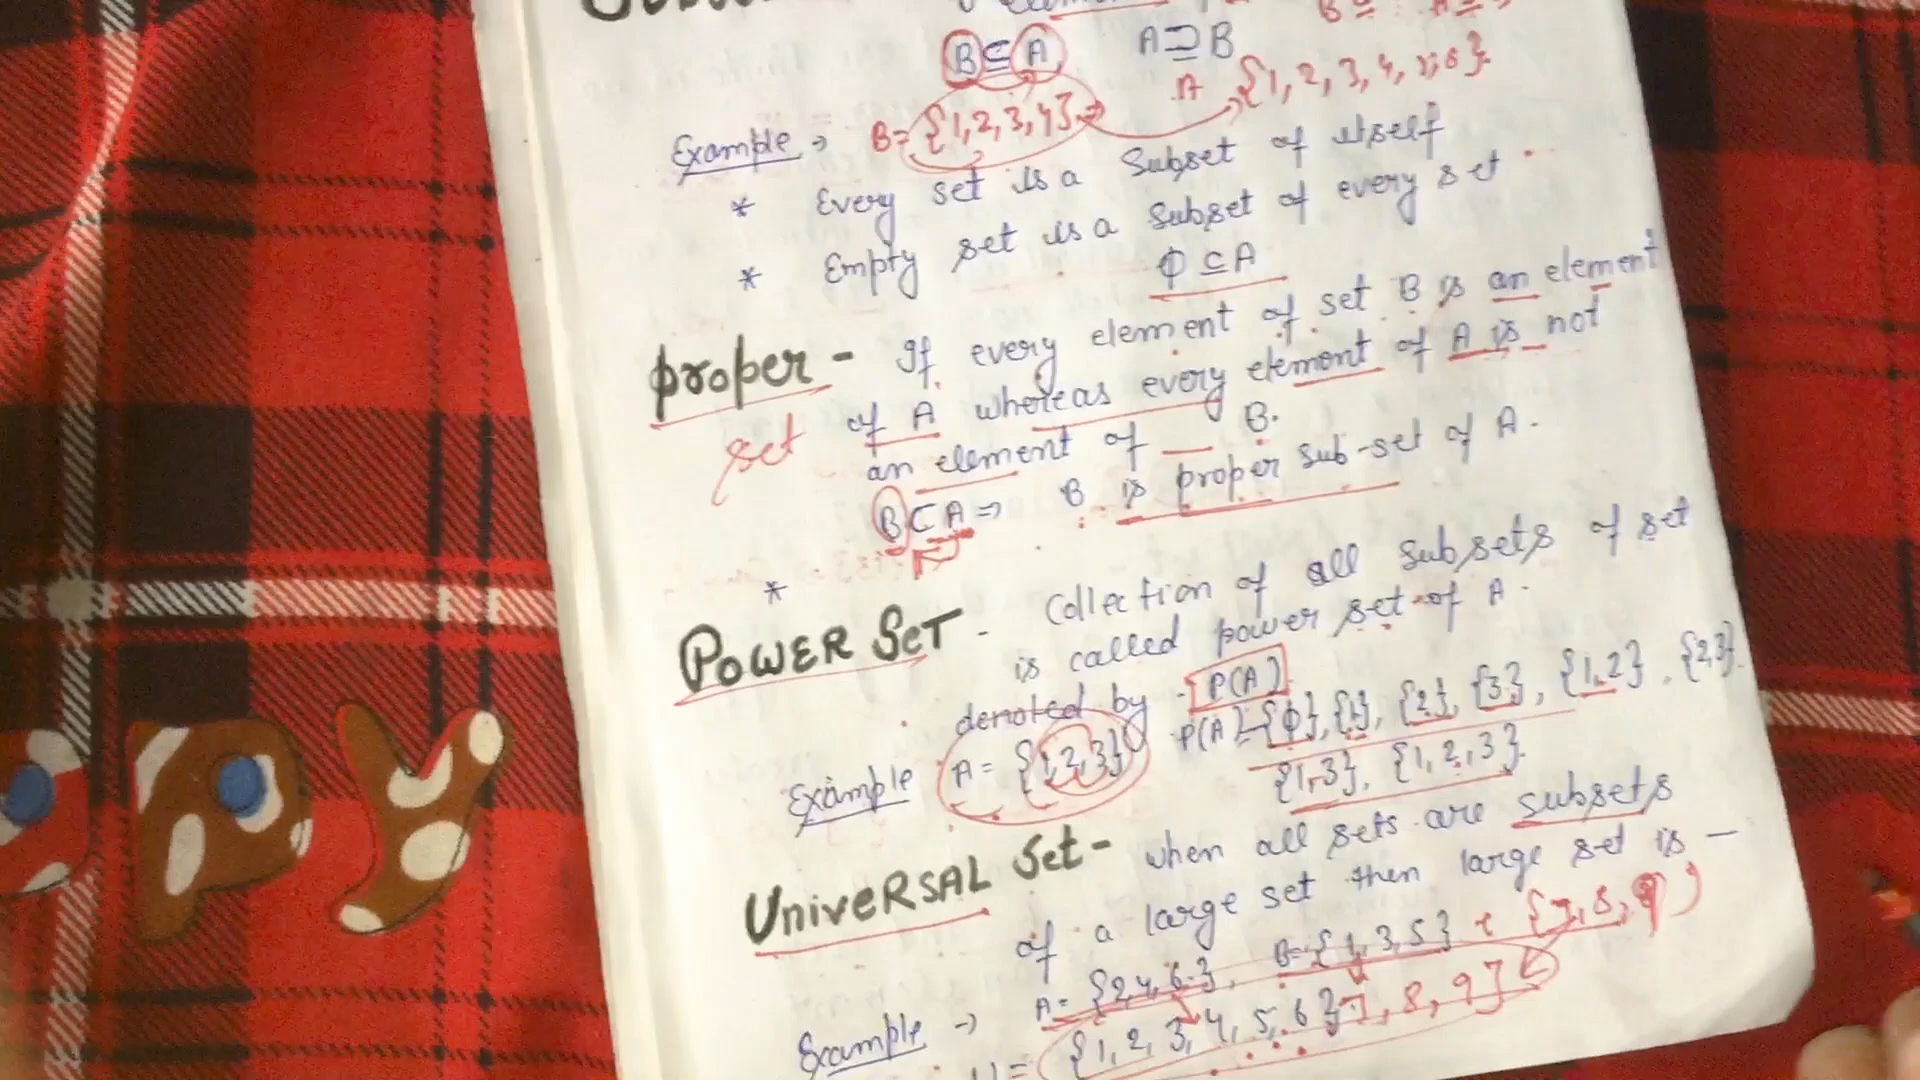 B ⊆ A, A ⊇ B
Example → B = {1,2,3,4} → A {1, 2, 3, 4, 5, 6}.
* Every set is a Subset of itself
* Empty set is a Subset of every set
ϕ ⊆ A
Proper - If every element of set B is an element
set of A whereas every element of A is not
an element of B.
B ⊂ A ⇒ B is proper sub-set of A.
*
POWER SET - Collection of all subsets of set
is called power set of A.
denoted by P(A)
Example A = {1,2,3} P(A) = {ϕ}, {1}, {2}, {3}, {1,2}, {2,3}.
{1,3}, {1,2,3}.
UNIVERSAL Set - when all sets are subsets
of a large set then large set is —
A = {2,4,6}, B = {1,3,5} C {7,8,9}
Example → U = {1, 2, 3, 4, 5, 6} 7, 8, 9}